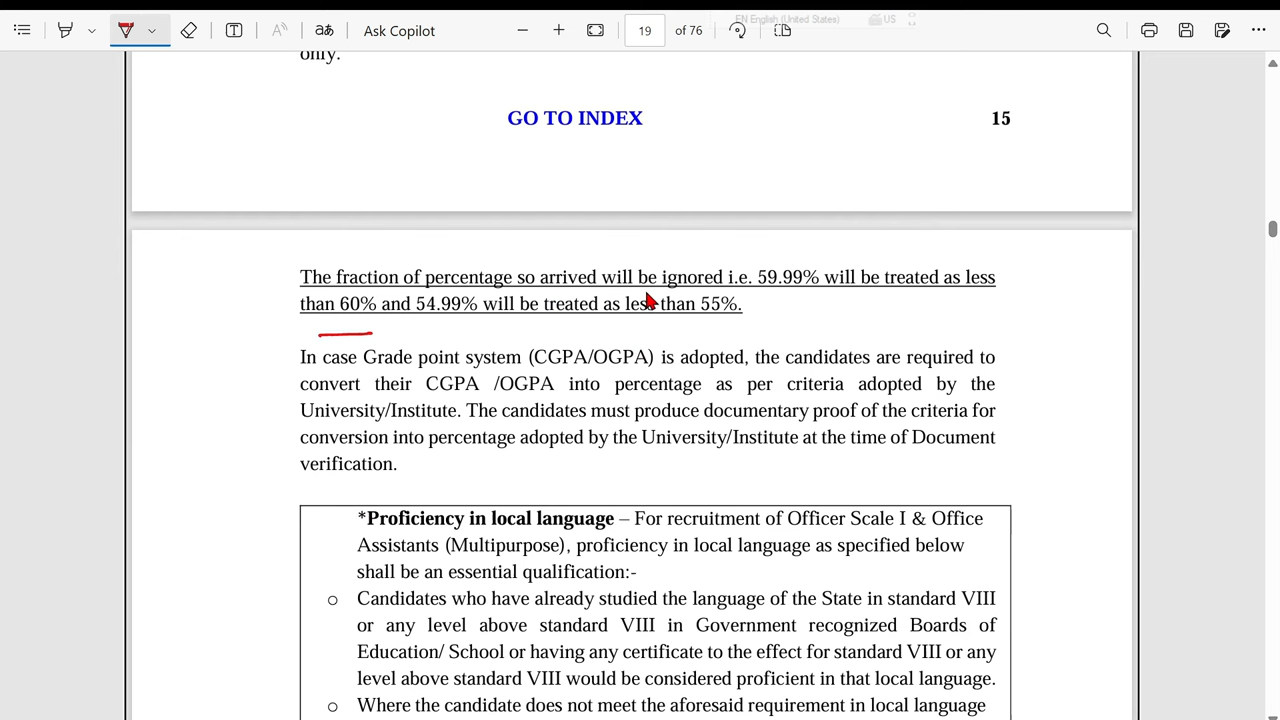 Ask Copilot
19 of 76
EN English (United States)
US
only.
GO TO INDEX 15
The fraction of percentage so arrived will be ignored i.e. 59.99% will be treated as less
than 60% and 54.99% will be treated as less than 55%.
In case Grade point system (CGPA/OGPA) is adopted, the candidates are required to
convert their CGPA /OGPA into percentage as per criteria adopted by the
University/Institute. The candidates must produce documentary proof of the criteria for
conversion into percentage adopted by the University/Institute at the time of Document
verification.
*Proficiency in local language – For recruitment of Officer Scale I & Office
Assistants (Multipurpose), proficiency in local language as specified below
shall be an essential qualification:-
o Candidates who have already studied the language of the State in standard VIII
or any level above standard VIII in Government recognized Boards of
Education/ School or having any certificate to the effect for standard VIII or any
level above standard VIII would be considered proficient in that local language.
o Where the candidate does not meet the aforesaid requirement in local language